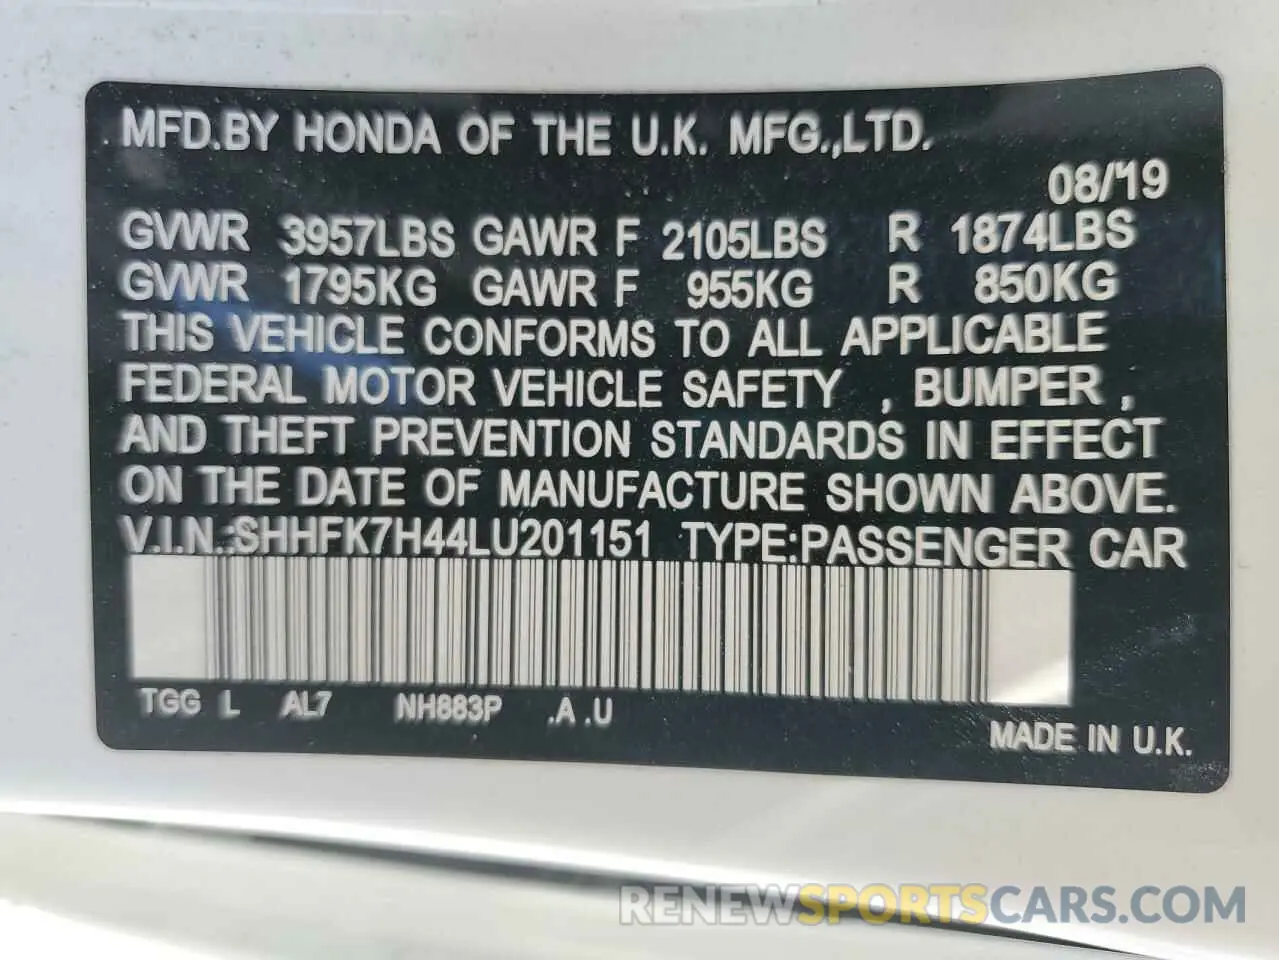 MFD.BY HONDA OF THE U.K. MFG.,LTD.
08/'19
GVWR 3957LBS GAWR F 2105LBS R 1874LBS
GVWR 1795KG GAWR F 955KG R 850KG
THIS VEHICLE CONFORMS TO ALL APPLICABLE
FEDERAL MOTOR VEHICLE SAFETY , BUMPER ,
AND THEFT PREVENTION STANDARDS IN EFFECT
ON THE DATE OF MANUFACTURE SHOWN ABOVE.
V.I.N.:SHHFK7H44LU201151 TYPE:PASSENGER CAR
TGG L AL7 NH883P .A .U
MADE IN U.K.
RENEWSPORTSCARS.COM